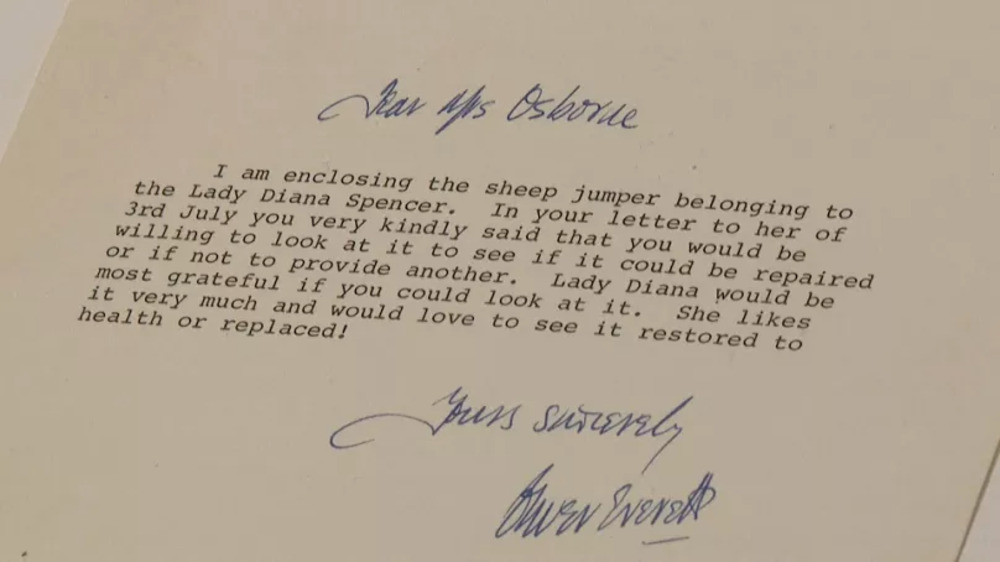 Dear Mrs Osborne
I am enclosing the sheep jumper belonging to
the Lady Diana Spencer. In your letter to her of
3rd July you very kindly said that you would be
willing to look at it to see if it could be repaired
or if not to provide another. Lady Diana would be
most grateful if you could look at it. She likes
it very much and would love to see it restored to
health or replaced!
Yours sincerely
Oliver Everett